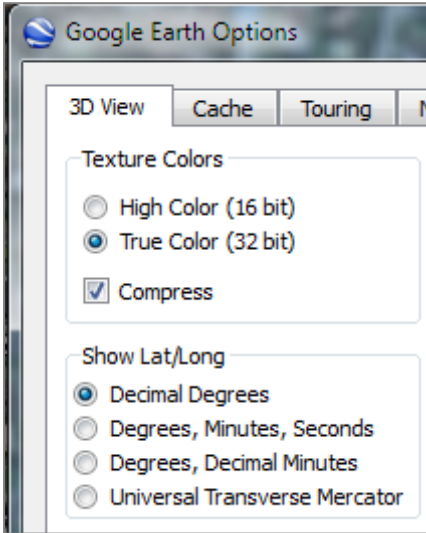 Google Earth Options
3D View Cache Touring
Texture Colors
High Color (16 bit)
True Color (32 bit)
Compress
Show Lat/Long
Decimal Degrees
Degrees, Minutes, Seconds
Degrees, Decimal Minutes
Universal Transverse Mercator